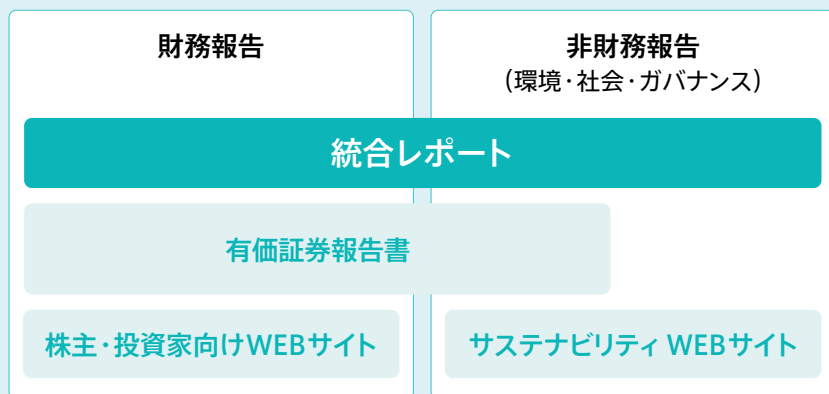 財務報告
非財務報告
(環境・社会・ガバナンス)
統合レポート
有価証券報告書
株主・投資家向けWEBサイト
サステナビリティ WEBサイト